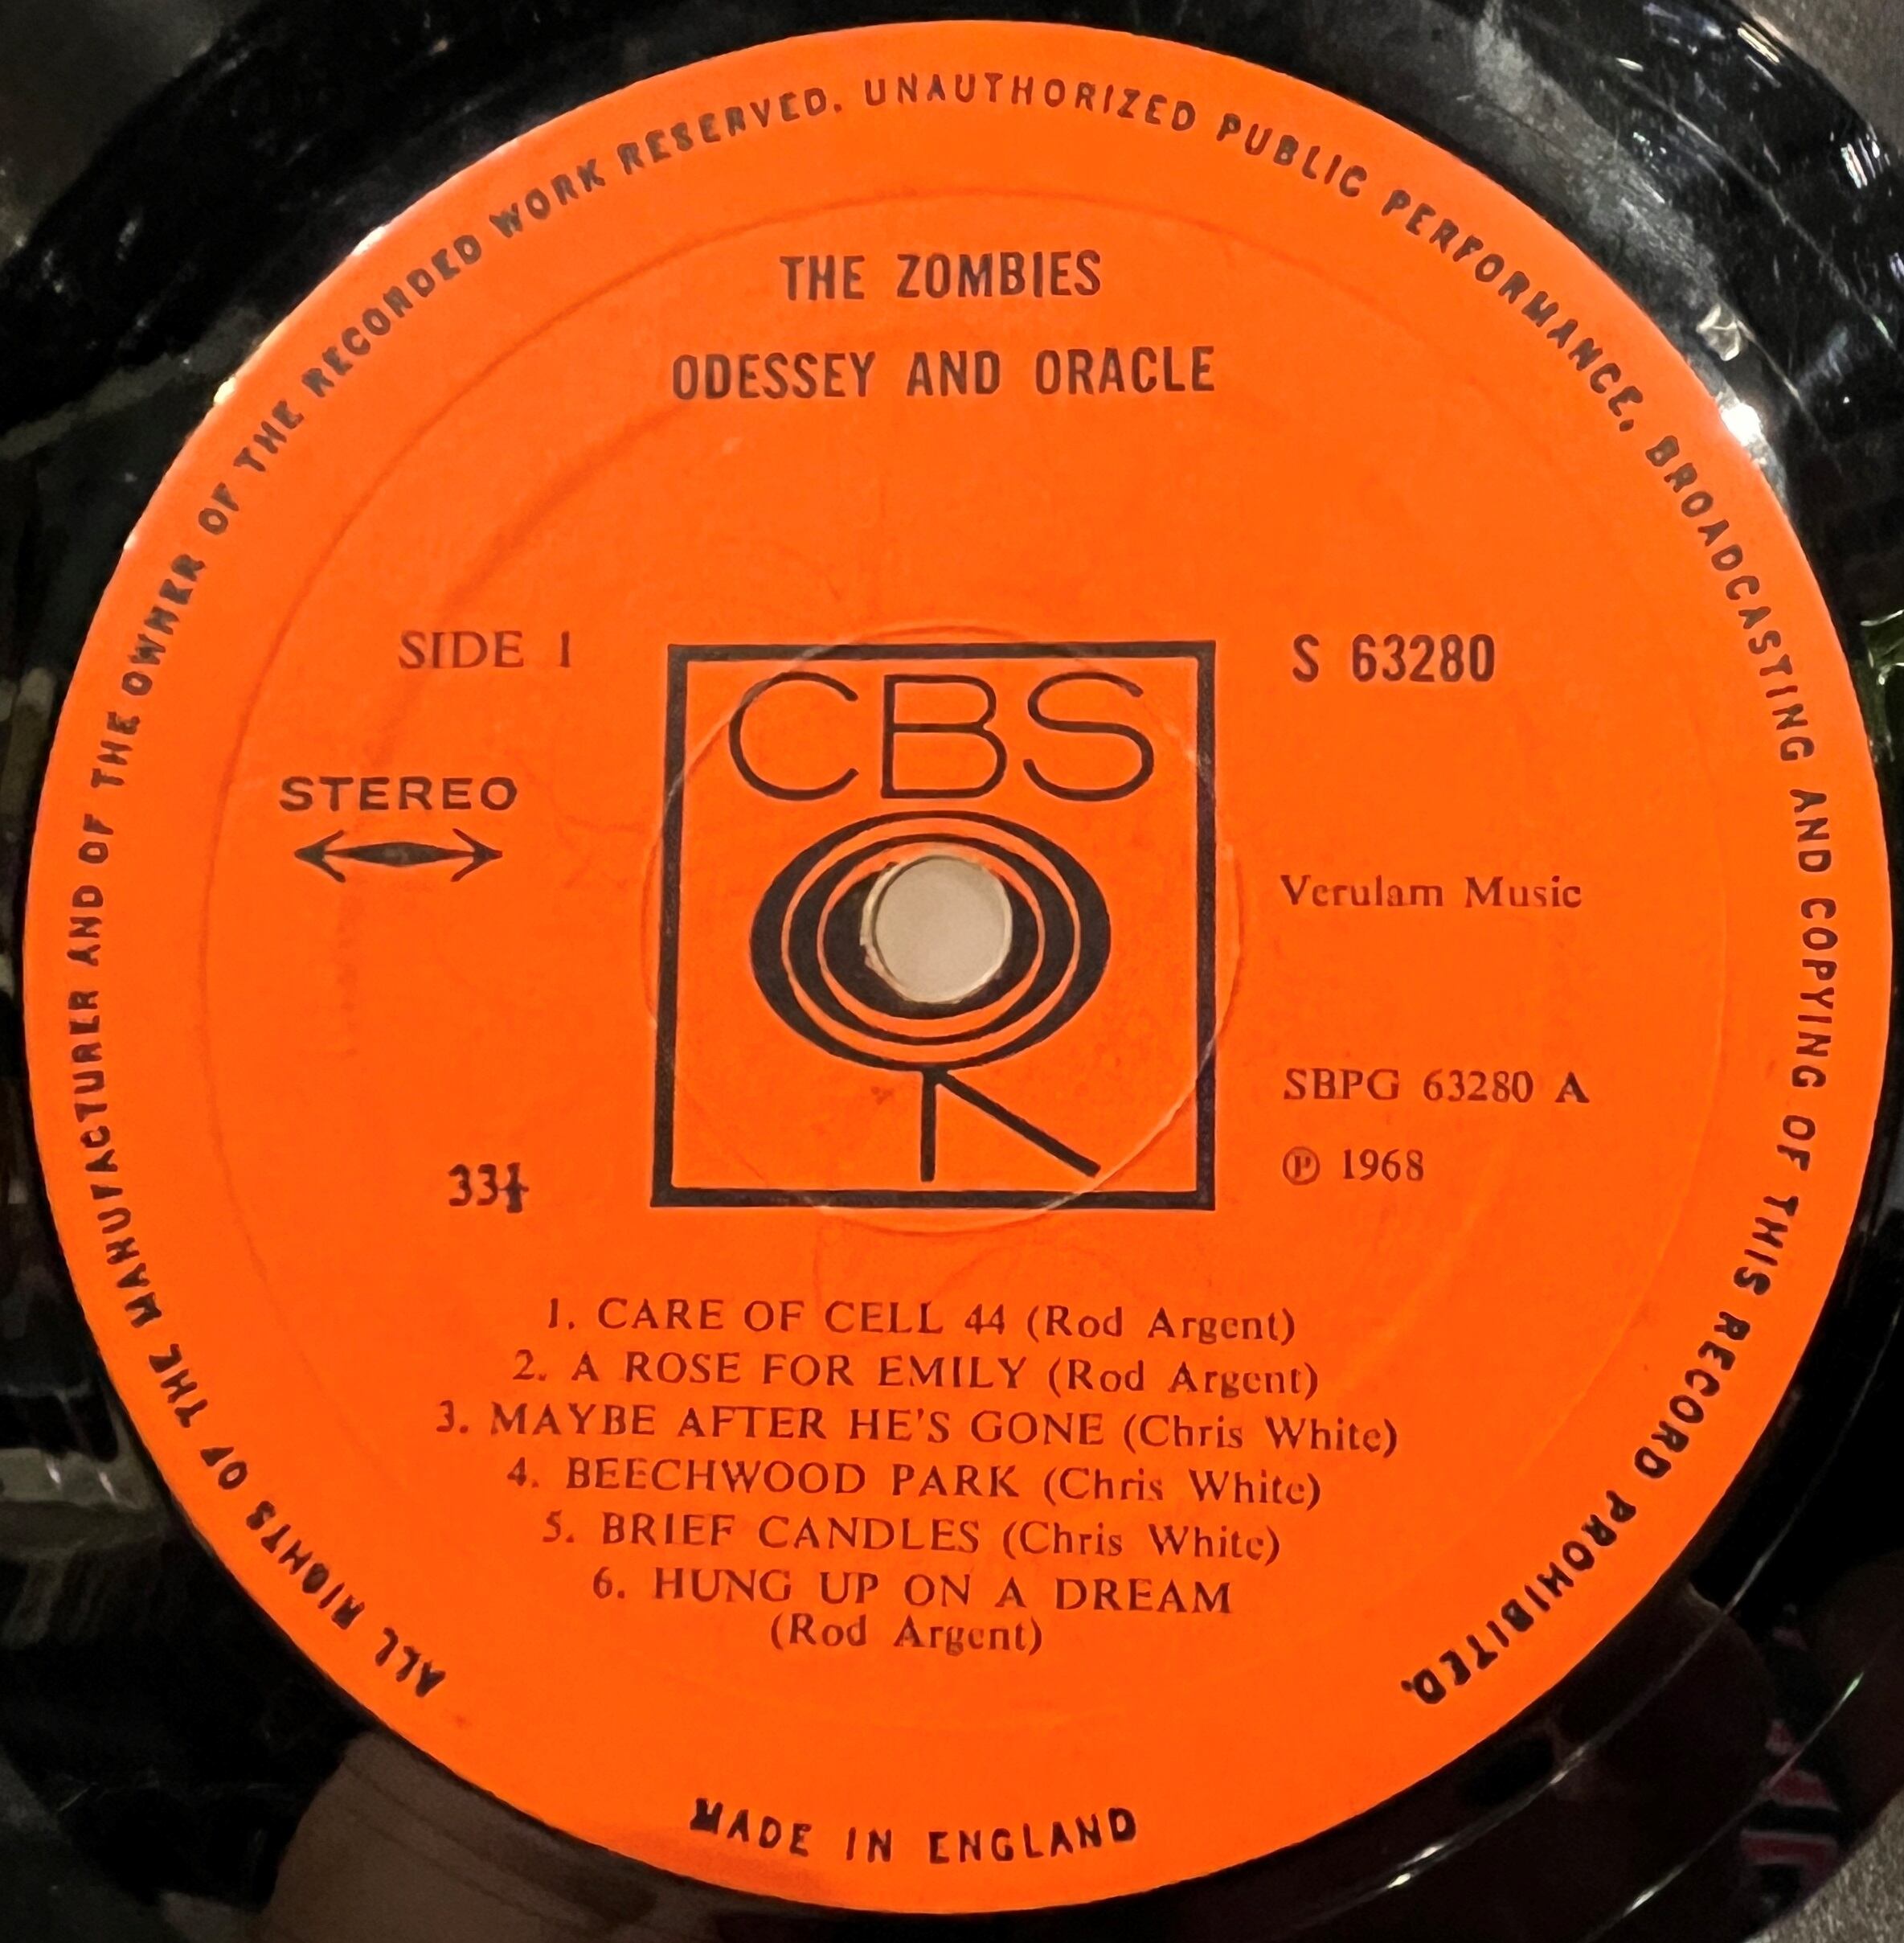 ALL RIGHTS OF THE MANUFACTURER AND OF THE OWNER OF THE RECORDED WORK RESERVED. UNAUTHORIZED PUBLIC PERFORMANCE, BROADCASTING AND COPYING OF THIS RECORD PROHIBITED.
THE ZOMBIES
ODESSEY AND ORACLE
SIDE 1
S 63280
CBS
STEREO
Verulam Music
SBPG 63280 A
℗ 1968
33⅓
1. CARE OF CELL 44 (Rod Argent)
2. A ROSE FOR EMILY (Rod Argent)
3. MAYBE AFTER HE'S GONE (Chris White)
4. BEECHWOOD PARK (Chris White)
5. BRIEF CANDLES (Chris White)
6. HUNG UP ON A DREAM
(Rod Argent)
MADE IN ENGLAND